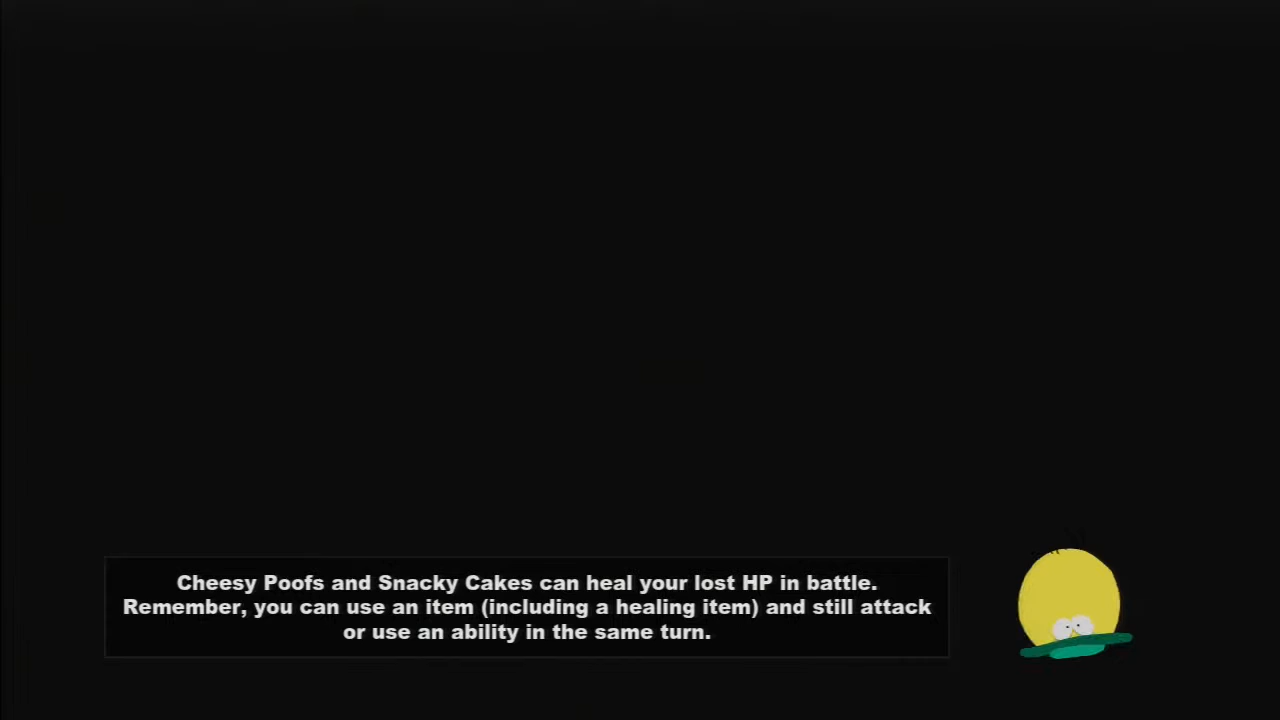 Cheesy Poofs and Snacky Cakes can heal your lost HP in battle.
Remember, you can use an item (including a healing item) and still attack
or use an ability in the same turn.